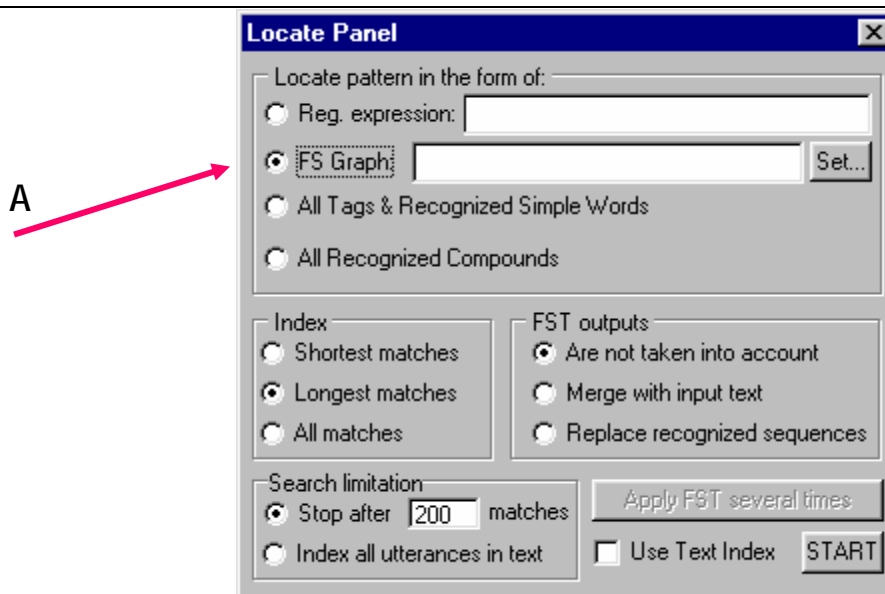 Locate Panel
Locate pattern in the form of:
Reg. expression:
FS Graph: Set...
A
All Tags & Recognized Simple Words
All Recognized Compounds
Index
Shortest matches
Longest matches
All matches
FST outputs
Are not taken into account
Merge with input text
Replace recognized sequences
Search limitation
Stop after 200 matches
Index all utterances in text
Apply FST several times
Use Text Index START